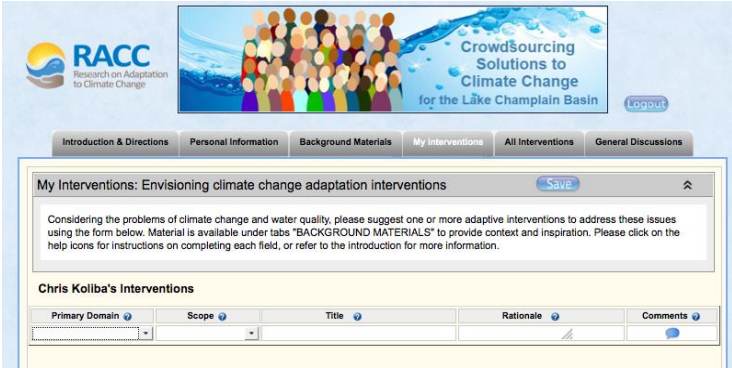 RACC
Research on Adaptation
to Climate Change
Crowdsourcing
Solutions to
Climate Change
for the Lake Champlain Basin
Logout
Introduction & Directions
Personal Information
Background Materials
My Interventions
All Interventions
General Discussions
My Interventions: Envisioning climate change adaptation interventions
Save
Considering the problems of climate change and water quality, please suggest one or more adaptive interventions to address these issues
using the form below. Material is available under tabs "BACKGROUND MATERIALS" to provide context and inspiration. Please click on the
help icons for instructions on completing each field, or refer to the introduction for more information.
Chris Koliba's Interventions
Primary Domain ?
Scope ?
Title ?
Rationale ?
Comments ?